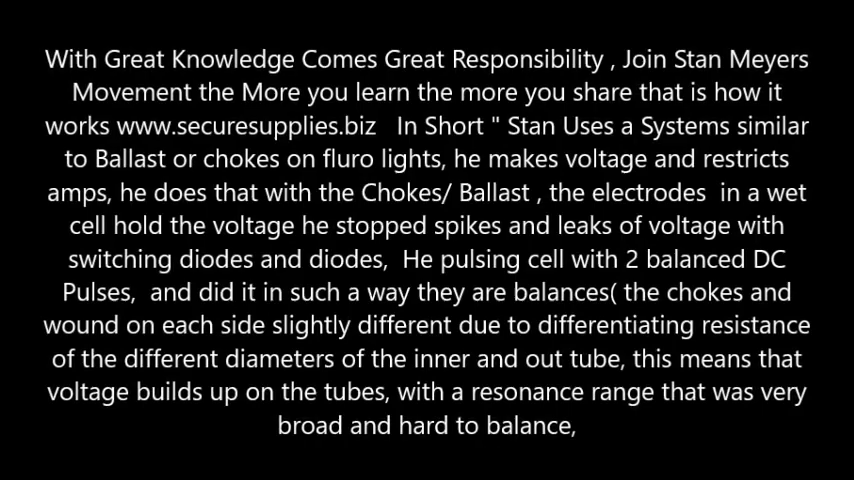 With Great Knowledge Comes Great Responsibility , Join Stan Meyers
Movement the More you learn the more you share that is how it
works www.securesupplies.biz   In Short " Stan Uses a Systems similar
to Ballast or chokes on fluro lights, he makes voltage and restricts
amps, he does that with the Chokes/ Ballast , the electrodes  in a wet
cell hold the voltage he stopped spikes and leaks of voltage with
switching diodes and diodes,  He pulsing cell with 2 balanced DC
Pulses,  and did it in such a way they are balances( the chokes and
wound on each side slightly different due to differentiating resistance
of the different diameters of the inner and out tube, this means that
voltage builds up on the tubes, with a resonance range that was very
broad and hard to balance,